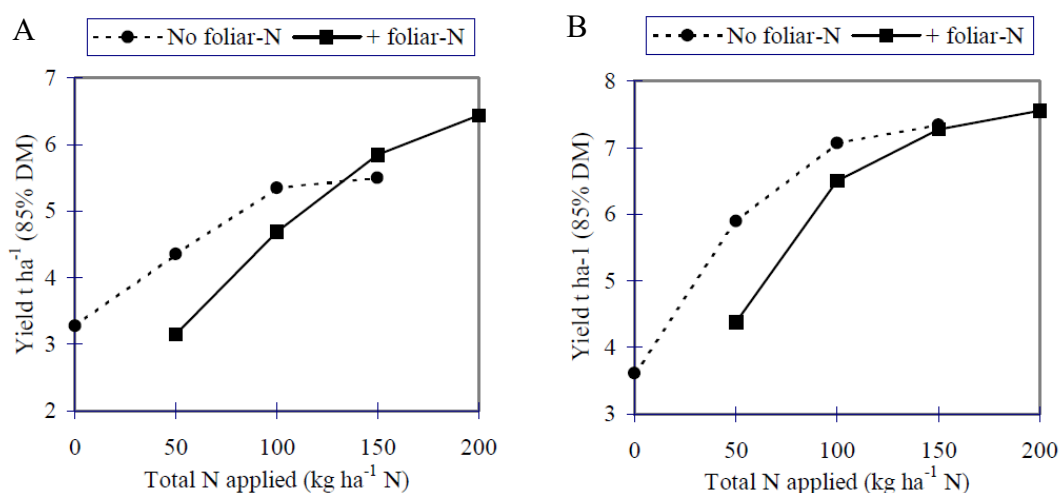 A
No foliar-N + foliar-N
Yield t ha⁻¹ (85% DM)
7
6
5
4
3
2
0 50 100 150 200
Total N applied (kg ha⁻¹ N)
B
No foliar-N + foliar-N
Yield t ha-1 (85% DM)
8
7
6
5
4
3
0 50 100 150 200
Total N applied (kg ha⁻¹ N)